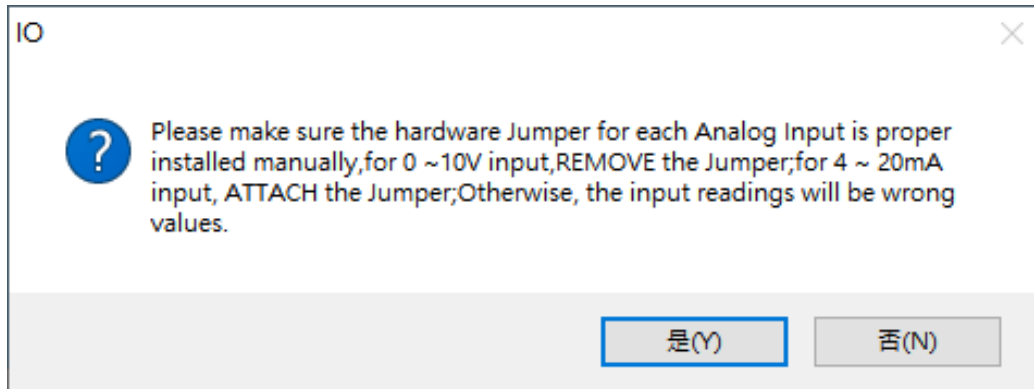 IO
Please make sure the hardware Jumper for each Analog Input is proper
installed manually,for 0 ~10V input,REMOVE the Jumper;for 4 ~ 20mA
input, ATTACH the Jumper;Otherwise, the input readings will be wrong
values.
是(Y) 否(N)